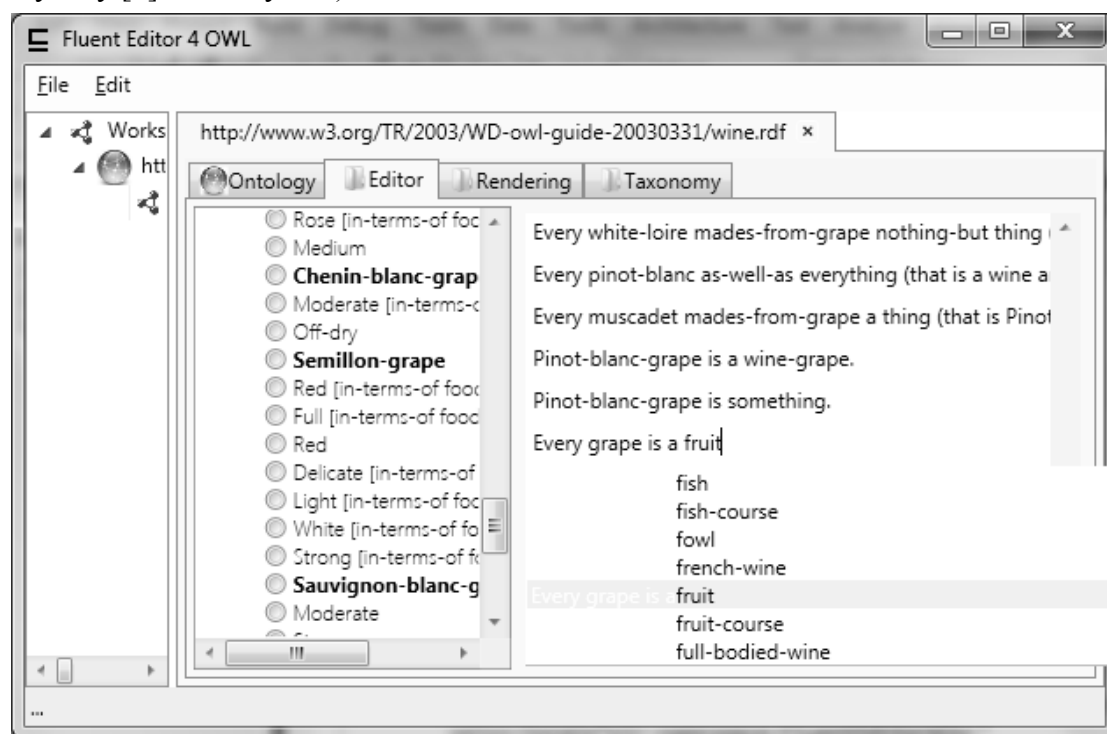 Fluent Editor 4 OWL
File Edit
Works
htt
http://www.w3.org/TR/2003/WD-owl-guide-20030331/wine.rdf ×
Ontology Editor Rendering Taxonomy
Rose [in-terms-of foo
Medium
Chenin-blanc-grap
Moderate [in-terms-o
Off-dry
Semillon-grape
Red [in-terms-of food
Full [in-terms-of food
Red
Delicate [in-terms-of
Light [in-terms-of foo
White [in-terms-of fo
Strong [in-terms-of fo
Sauvignon-blanc-g
Moderate
Every white-loire mades-from-grape nothing-but thing (
Every pinot-blanc as-well-as everything (that is a wine a
Every muscadet mades-from-grape a thing (that is Pinot
Pinot-blanc-grape is a wine-grape.
Pinot-blanc-grape is something.
Every grape is a fruit
fish
fish-course
fowl
french-wine
Every grape is a fruit
fruit-course
full-bodied-wine
...